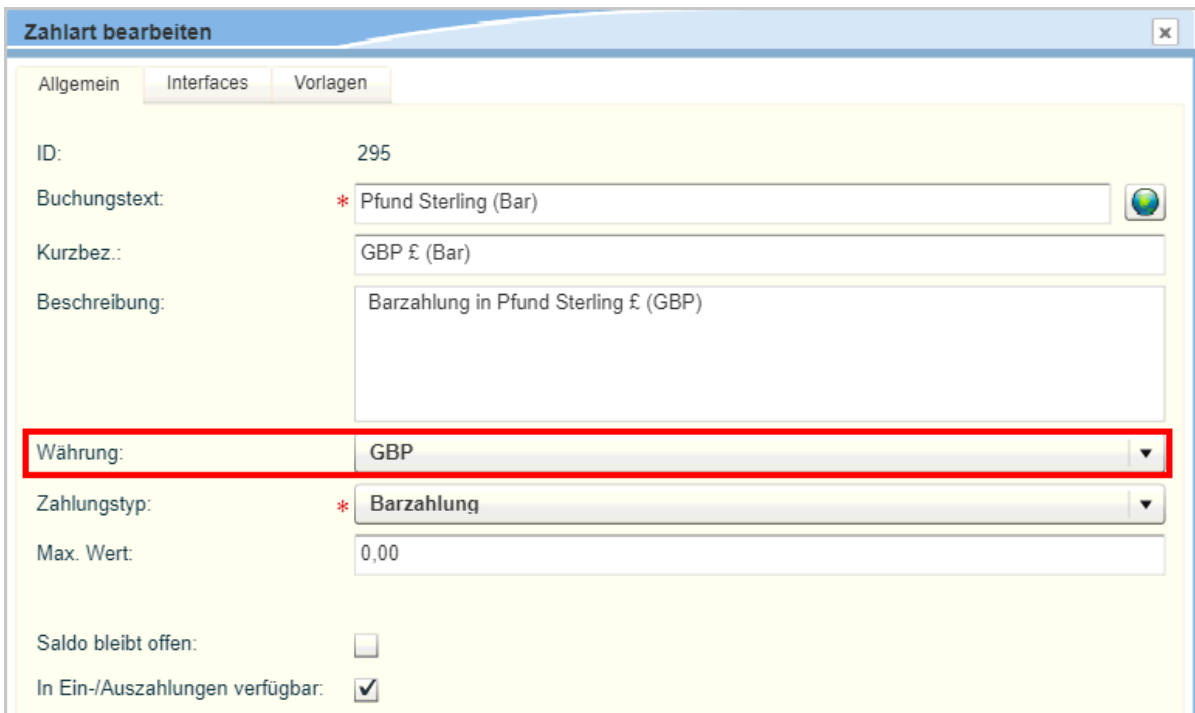 Zahlart bearbeiten
Allgemein Interfaces Vorlagen
ID: 295
Buchungstext: * Pfund Sterling (Bar)
Kurzbez.: GBP £ (Bar)
Beschreibung: Barzahlung in Pfund Sterling £ (GBP)
Währung: GBP
Zahlungstyp: * Barzahlung
Max. Wert: 0,00
Saldo bleibt offen:
In Ein-/Auszahlungen verfügbar: